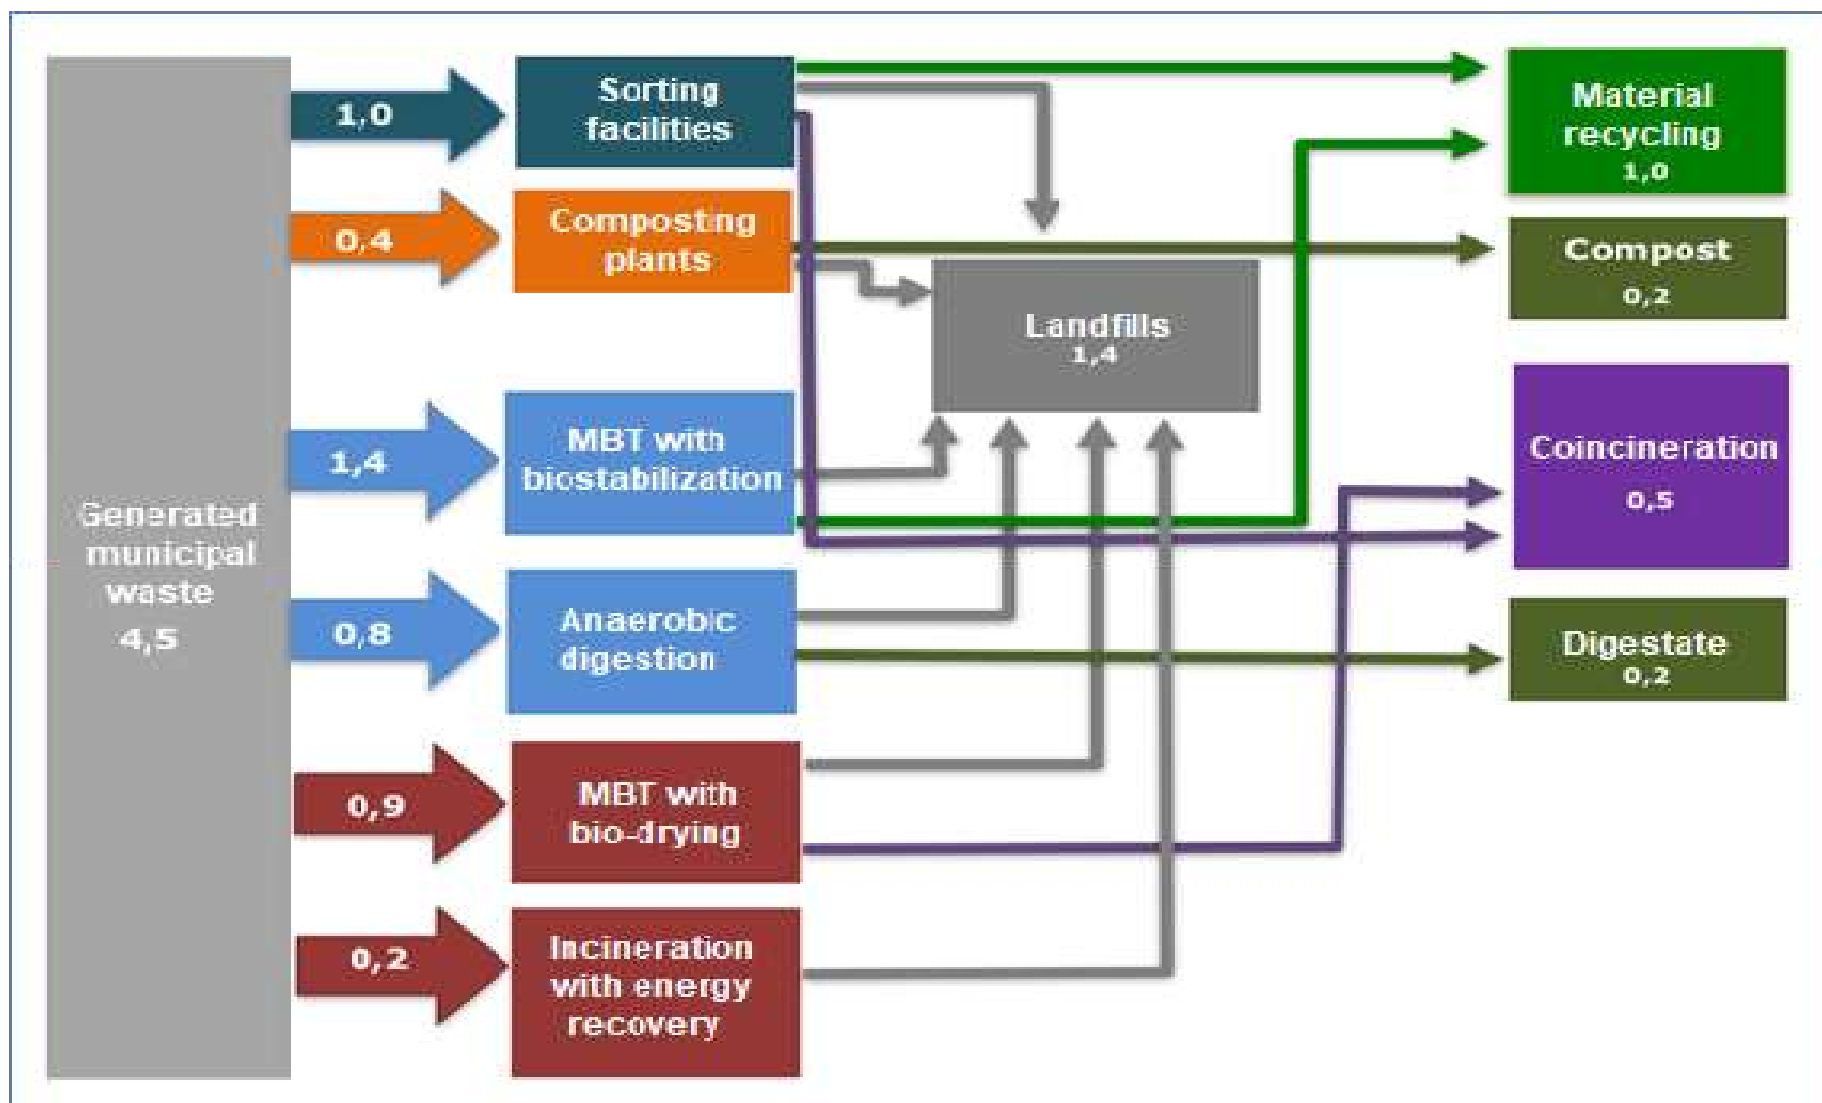 Generated
municipal
waste
4,5
1,0
0,4
1,4
0,8
0,9
0,2
Sorting
facilities
Composting
plants
MBT with
biostabilization
Anaerobic
digestion
MBT with
bio-drying
Incineration
with energy
recovery
Landfills
1,4
Material
recycling
1,0
Compost
0,2
Coincineration
0,5
Digestate
0,2